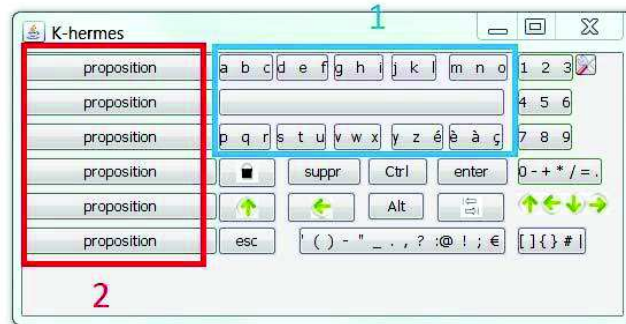 1
K-hermes
proposition a b c d e f g h i j k l m n o 1 2 3
proposition 4 5 6
proposition p q r s t u v w x y z é è à ç 7 8 9
proposition suppr Ctrl enter 0 - + * / = .
proposition Alt
proposition esc ' ( ) - " _ . , ? : @ ! ; € [ ] { } # |
2